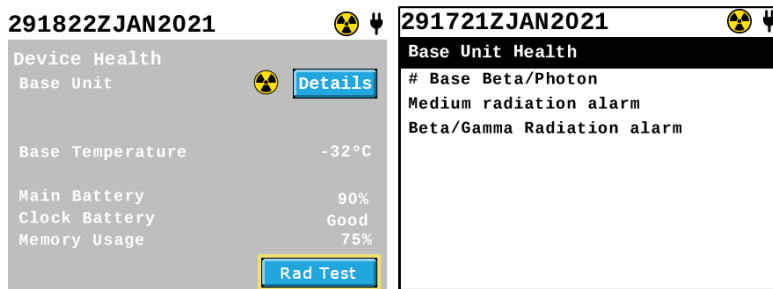 291822ZJAN2021
Device Health
Base Unit
Details
Base Temperature -32°C
Main Battery 90%
Clock Battery Good
Memory Usage 75%
Rad Test
291721ZJAN2021
Base Unit Health
# Base Beta/Photon
Medium radiation alarm
Beta/Gamma Radiation alarm